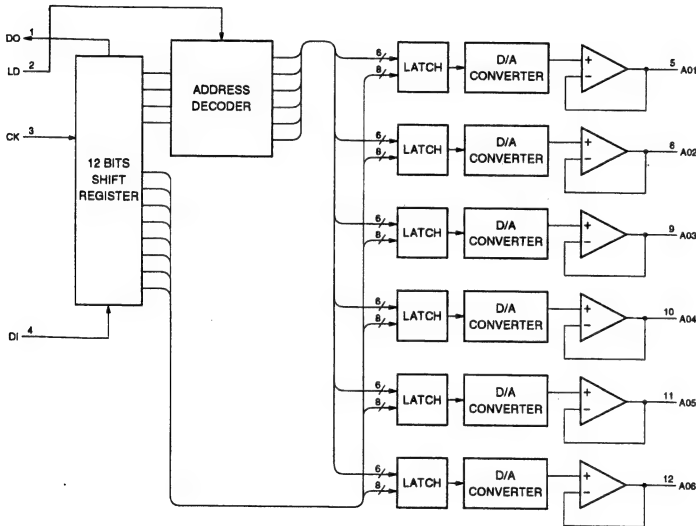 DO 1
LD 2
CK 3
DI 4
12 BITS
SHIFT
REGISTER
ADDRESS
DECODER
6
8
LATCH
D/A
CONVERTER
+
−
5 A01
6
8
LATCH
D/A
CONVERTER
+
−
6 A02
6
8
LATCH
D/A
CONVERTER
+
−
9 A03
6
8
LATCH
D/A
CONVERTER
+
−
10 A04
6
8
LATCH
D/A
CONVERTER
+
−
11 A05
6
8
LATCH
D/A
CONVERTER
+
−
12 A06